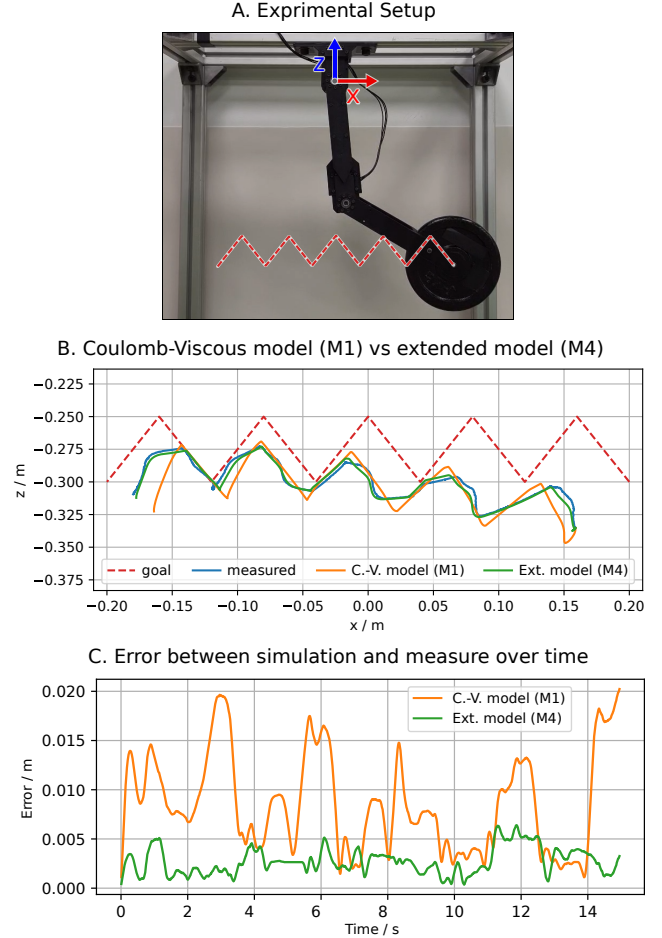 A. Exprimental Setup
Z
X
B. Coulomb-Viscous model (M1) vs extended model (M4)
z / m
−0.225
−0.250
−0.275
−0.300
−0.325
−0.350
−0.375
goal
measured
C.-V. model (M1)
Ext. model (M4)
−0.20 −0.15 −0.10 −0.05 0.00 0.05 0.10 0.15 0.20
x / m
C. Error between simulation and measure over time
Error / m
0.020
0.015
0.010
0.005
0.000
C.-V. model (M1)
Ext. model (M4)
0 2 4 6 8 10 12 14
Time / s